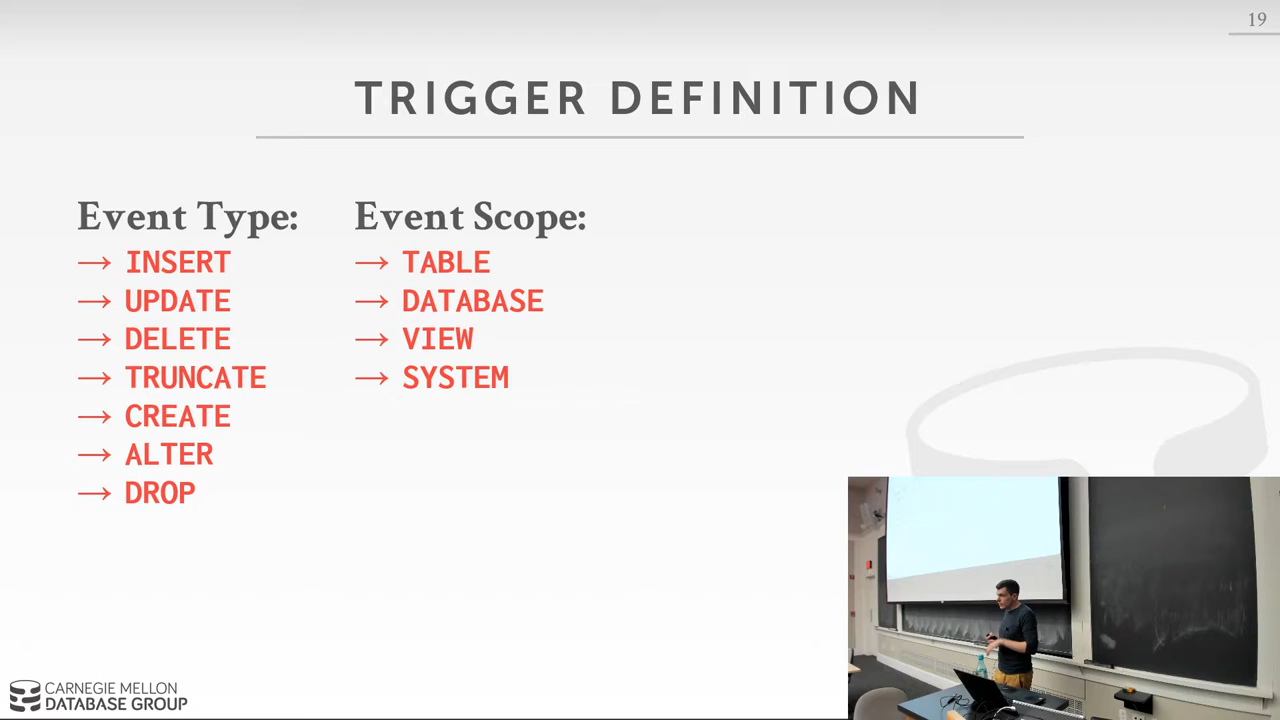 19
TRIGGER DEFINITION
Event Type:
→ INSERT
→ UPDATE
→ DELETE
→ TRUNCATE
→ CREATE
→ ALTER
→ DROP
Event Scope:
→ TABLE
→ DATABASE
→ VIEW
→ SYSTEM
CARNEGIE MELLON
DATABASE GROUP